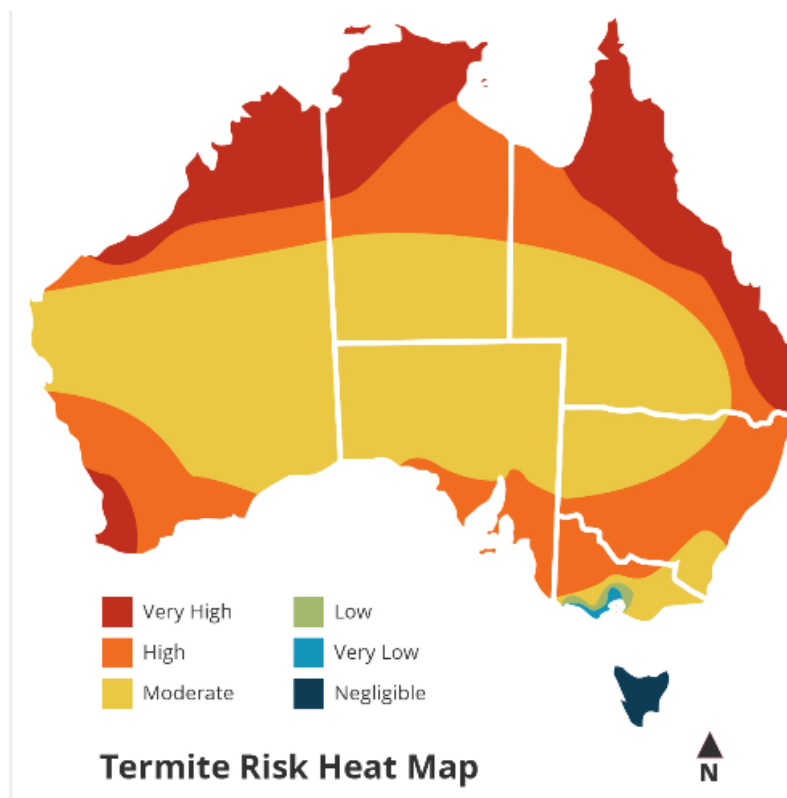 Very High
High
Moderate
Low
Very Low
Negligible
Termite Risk Heat Map
N